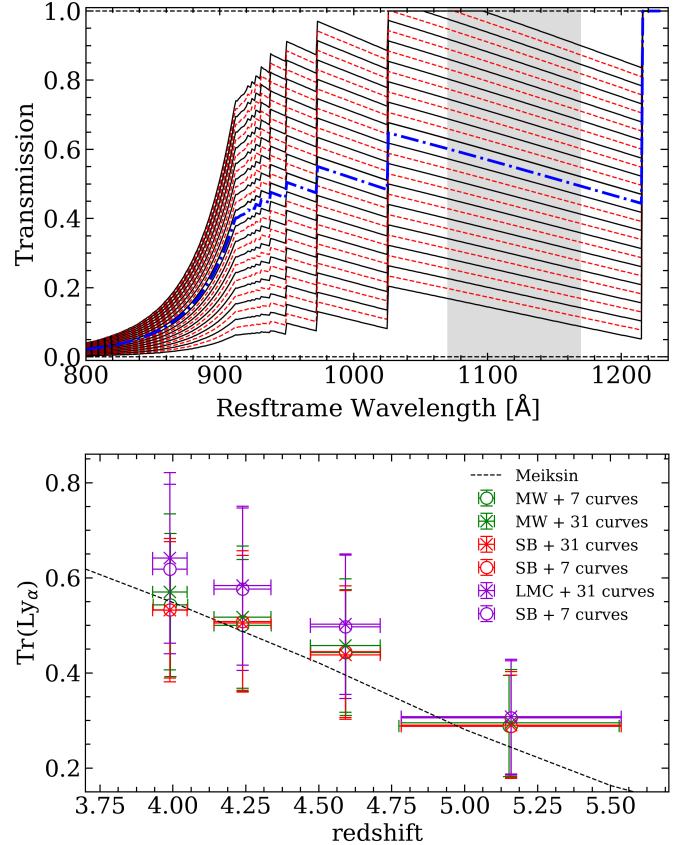 1.0
0.8
0.6
0.4
0.2
0.0
Transmission
800 900 1000 1100 1200
Resftrame Wavelength [Å]
0.8
0.6
0.4
0.2
Tr(Lyα)
Meiksin
MW + 7 curves
MW + 31 curves
SB + 31 curves
SB + 7 curves
LMC + 31 curves
SB + 7 curves
3.75 4.00 4.25 4.50 4.75 5.00 5.25 5.50
redshift